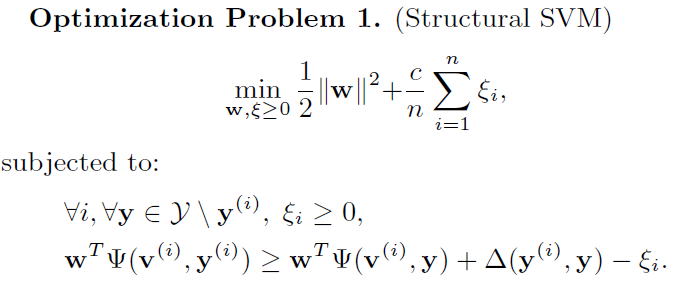 Optimization Problem 1. (Structural SVM)
min_{w,ξ≥0} 1/2 ||w||² + c/n ∑_{i=1}^{n} ξ_i,
subjected to:
∀i, ∀y ∈ 𝒴 \ y^{(i)}, ξ_i ≥ 0,
w^T Ψ(v^{(i)}, y^{(i)}) ≥ w^T Ψ(v^{(i)}, y) + Δ(y^{(i)}, y) − ξ_i.